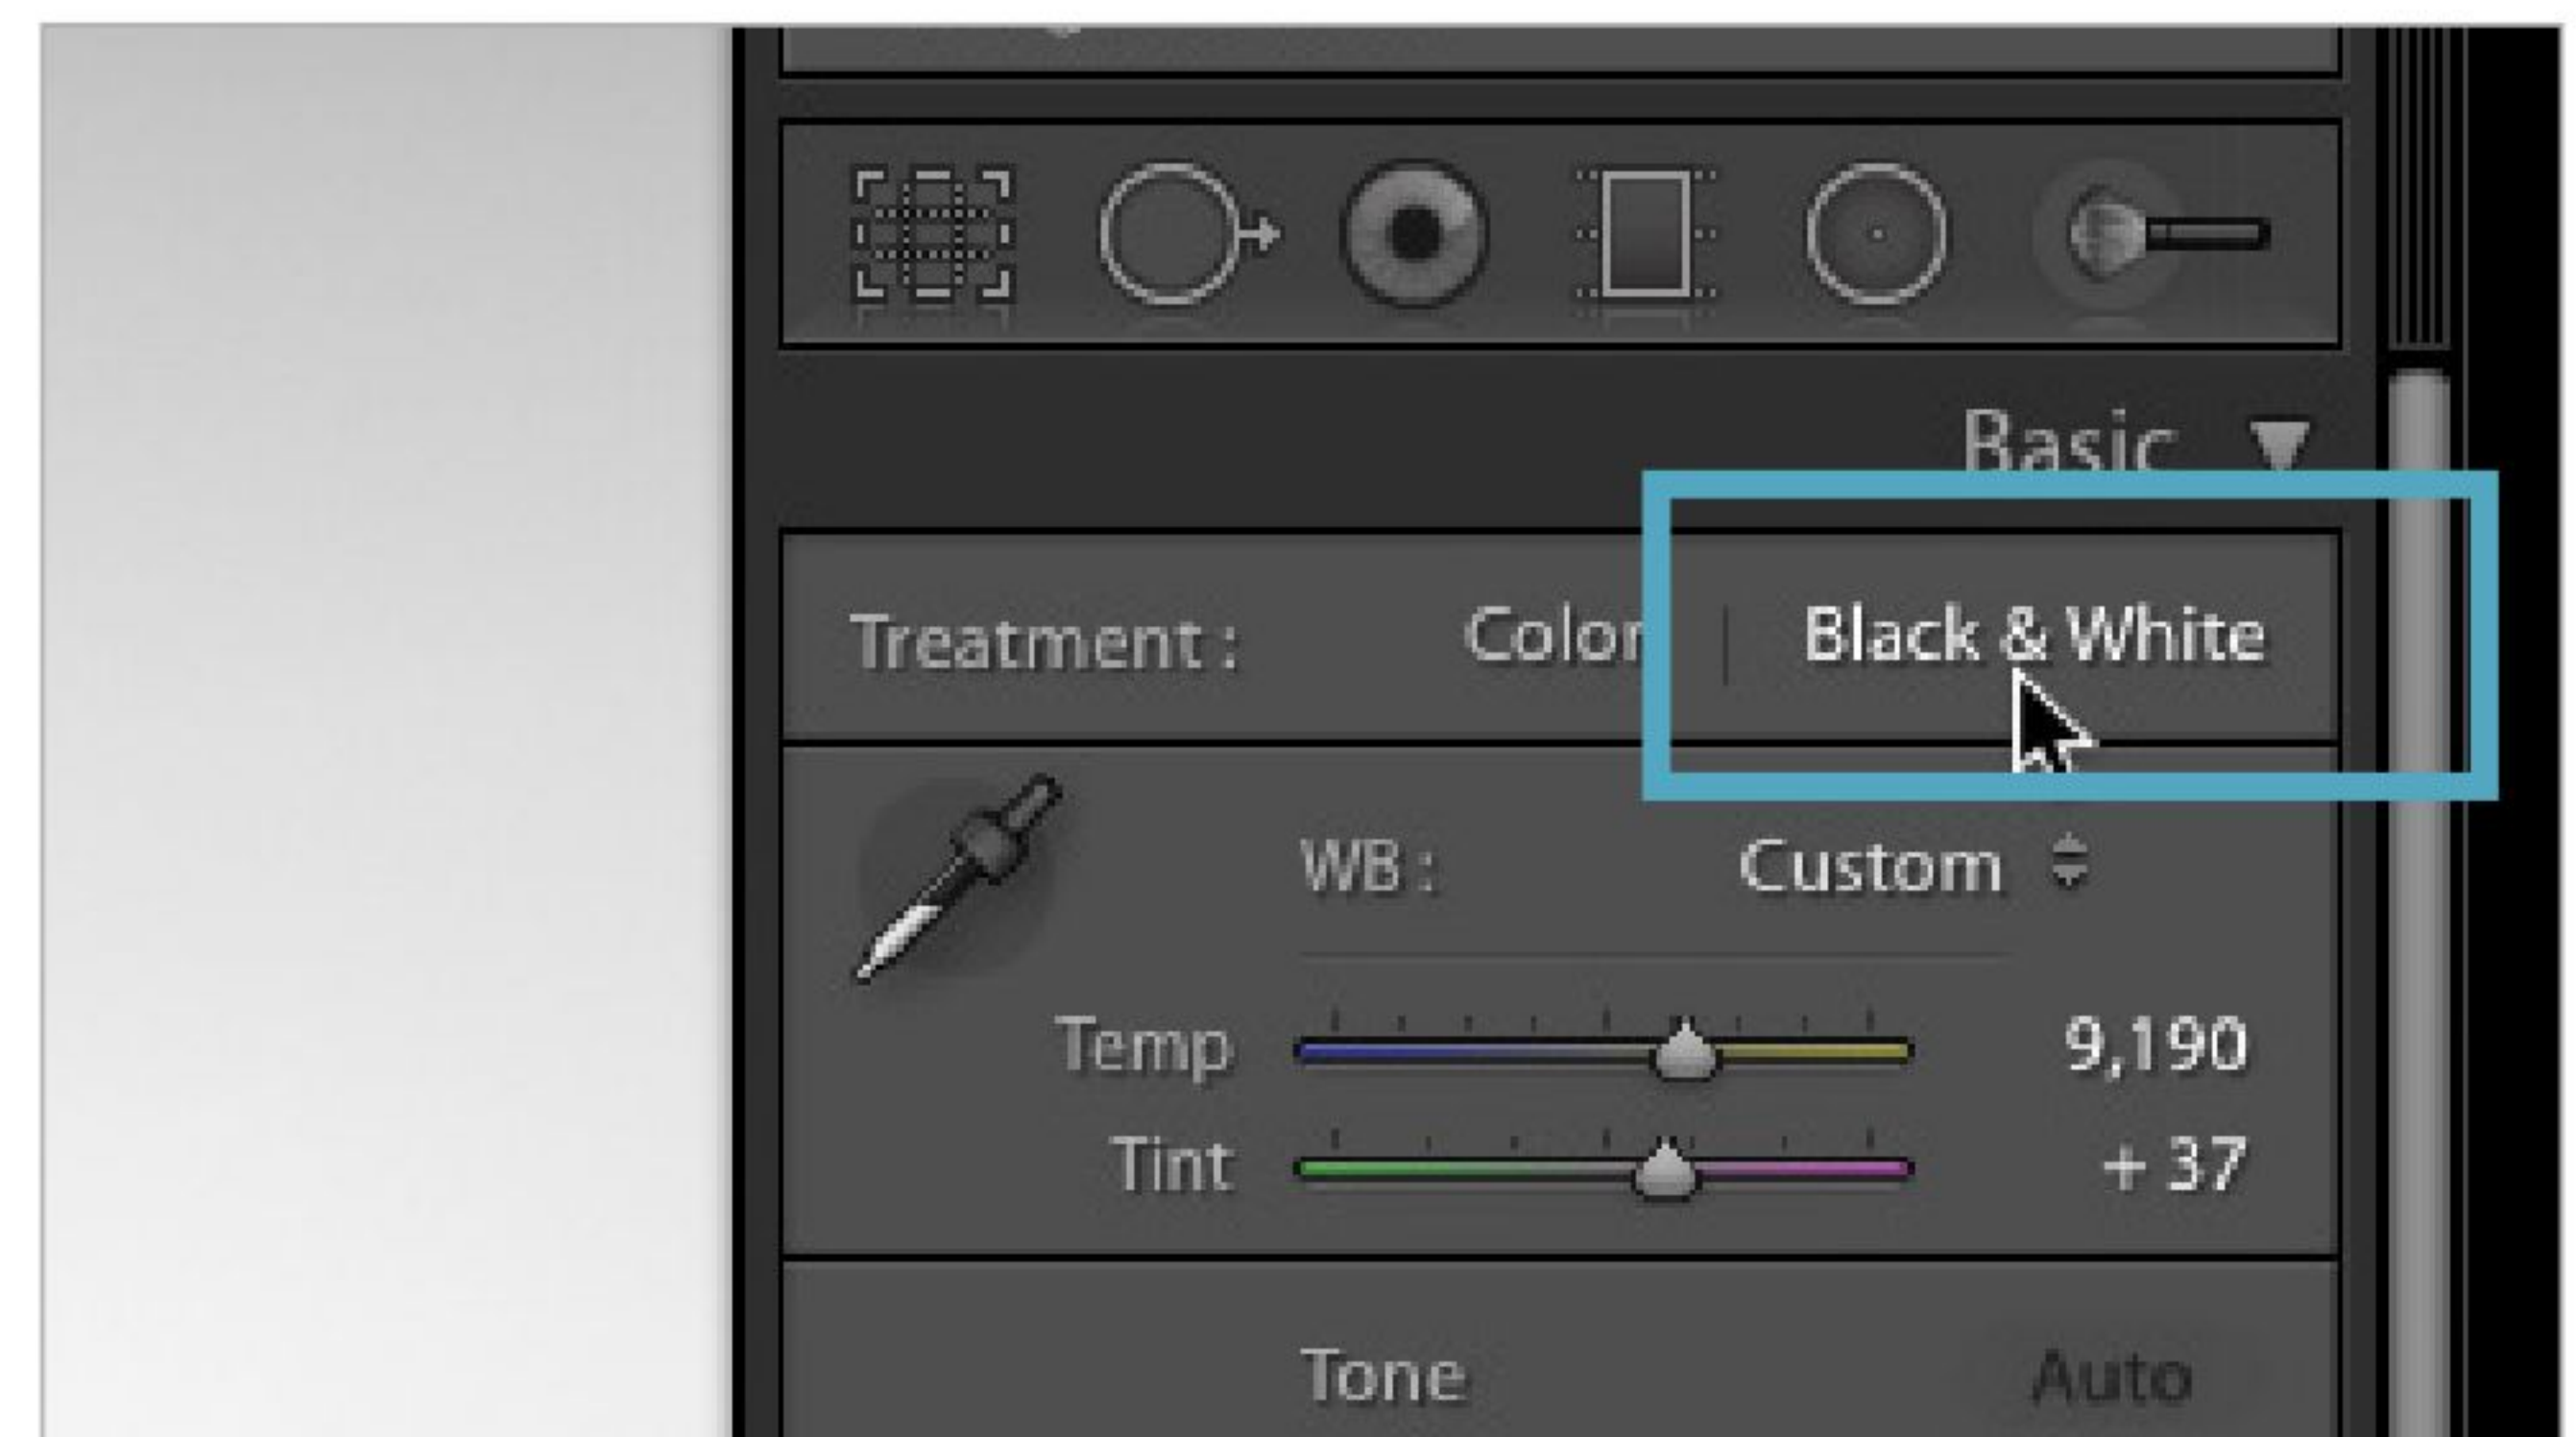 Basic
Treatment : Color | Black & White
WB : Custom
Temp 9,190
Tint + 37
Tone Auto